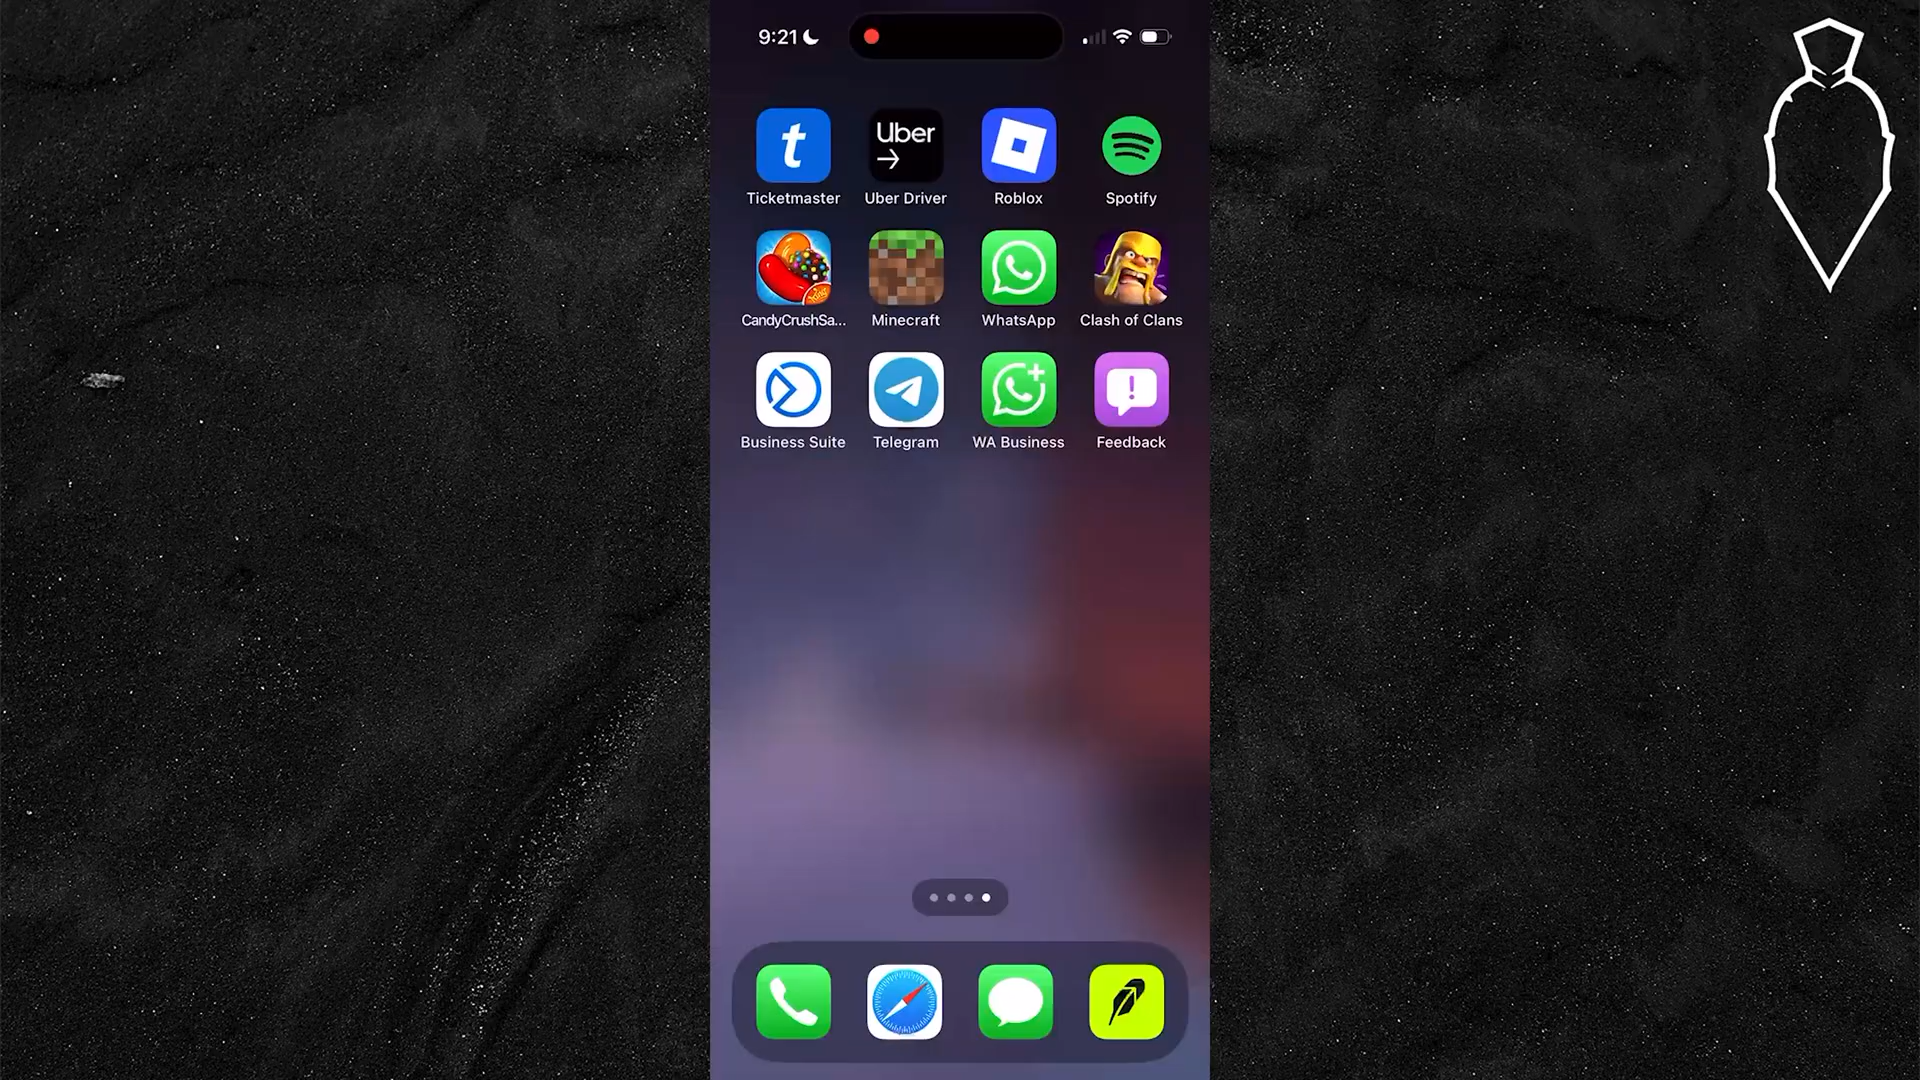 9:21
Uber
Ticketmaster
Uber Driver
Roblox
Spotify
King
CandyCrushSa...
Minecraft
WhatsApp
Clash of Clans
Business Suite
Telegram
WA Business
Feedback